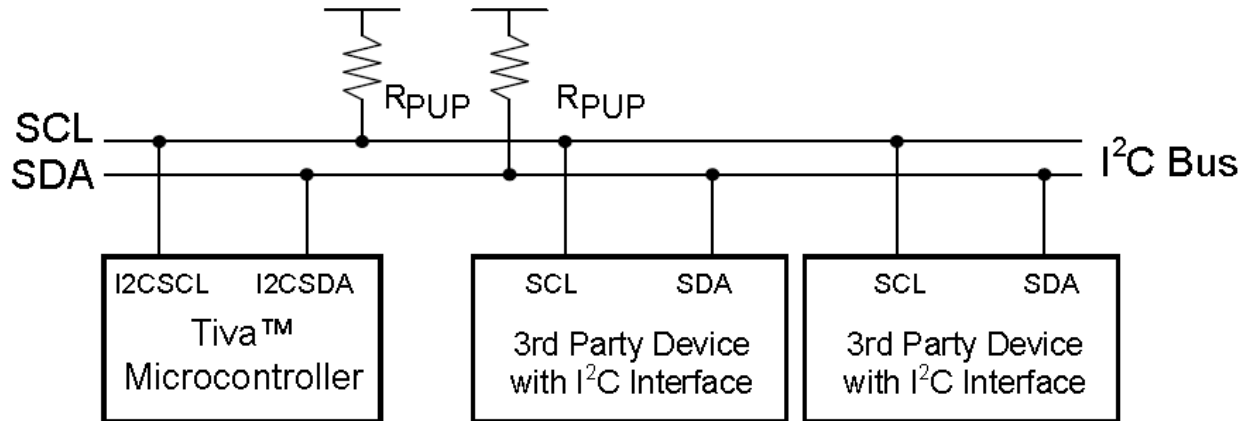 RPUP RPUP
SCL
SDA
I²C Bus
I2CSCL I2CSDA
Tiva™
Microcontroller
SCL SDA
3rd Party Device
with I²C Interface
SCL SDA
3rd Party Device
with I²C Interface